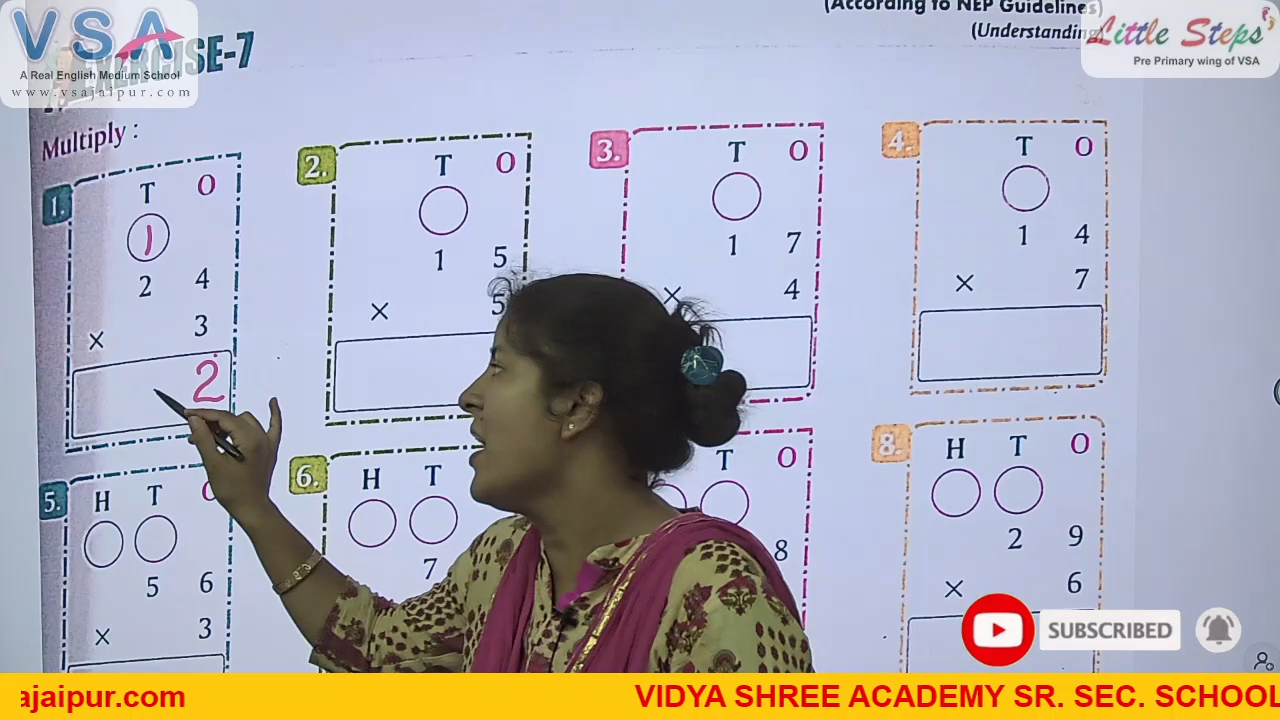 VSA
A Real English Medium School
www.vsajaipur.com
EXERCISE-7
(According to NEP Guidelines)
(Understanding
Little Steps
Pre Primary wing of VSA
Multiply :
1.
T O
1
2 4
× 3
2
2.
T O
1 5
× 5
3.
T O
1 7
× 4
4.
T O
1 4
× 7
5.
H T O
5 6
× 3
6.
H T
7
T O
8
8.
H T O
2 9
× 6
SUBSCRIBED
ajaipur.com
VIDYA SHREE ACADEMY SR. SEC. SCHOOL